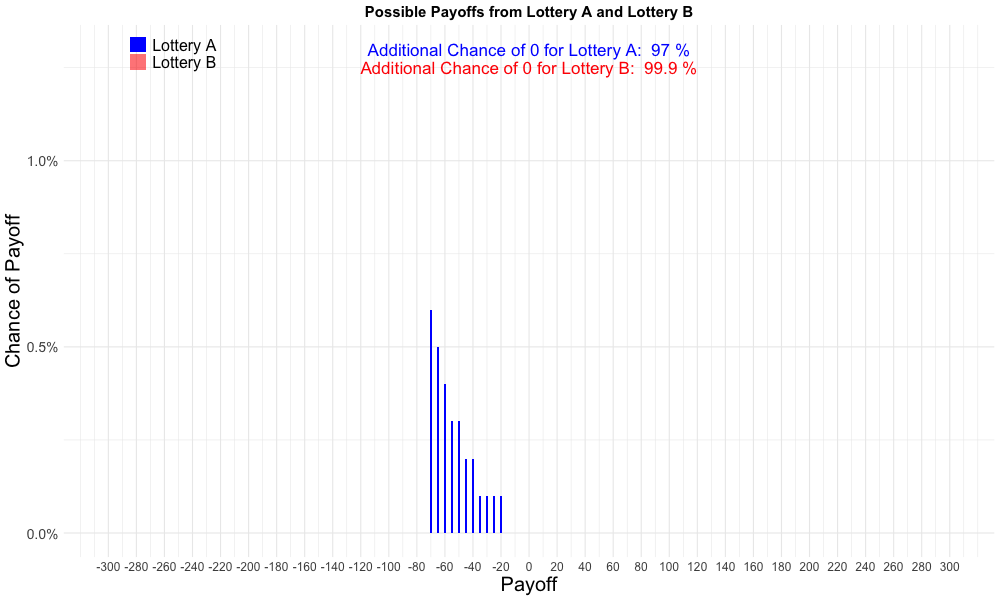 Possible Payoffs from Lottery A and Lottery B
Lottery A
Lottery B
Additional Chance of 0 for Lottery A: 97 %
Additional Chance of 0 for Lottery B: 99.9 %
Chance of Payoff
1.0%
0.5%
0.0%
-300 -280 -260 -240 -220 -200 -180 -160 -140 -120 -100 -80 -60 -40 -20 0 20 40 60 80 100 120 140 160 180 200 220 240 260 280 300
Payoff